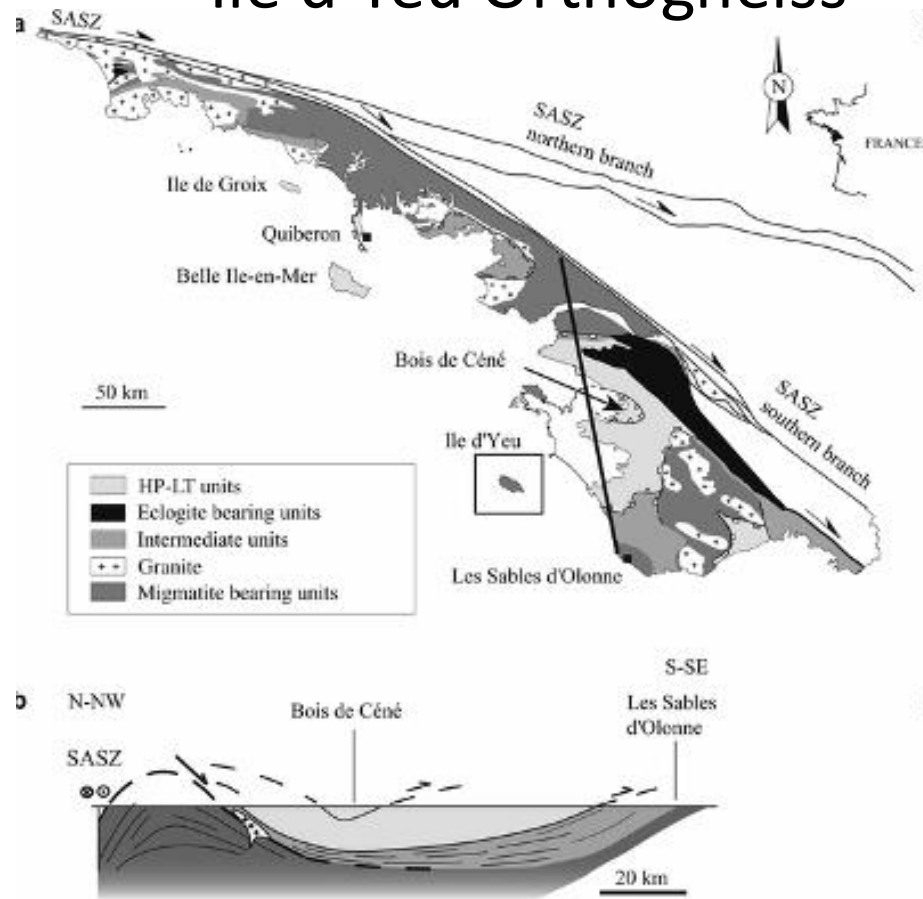 Ile d'Yeu Orthogneiss
a
SASZ
N
FRANCE
SASZ
northern branch
Ile de Groix
Quiberon
Belle Ile-en-Mer
Bois de Céné
50 km
SASZ
southern branch
Ile d'Yeu
HP-LT units
Eclogite bearing units
Intermediate units
Granite
Migmatite bearing units
Les Sables d'Olonne
b
N-NW
S-SE
Bois de Céné
Les Sables
d'Olonne
SASZ
20 km